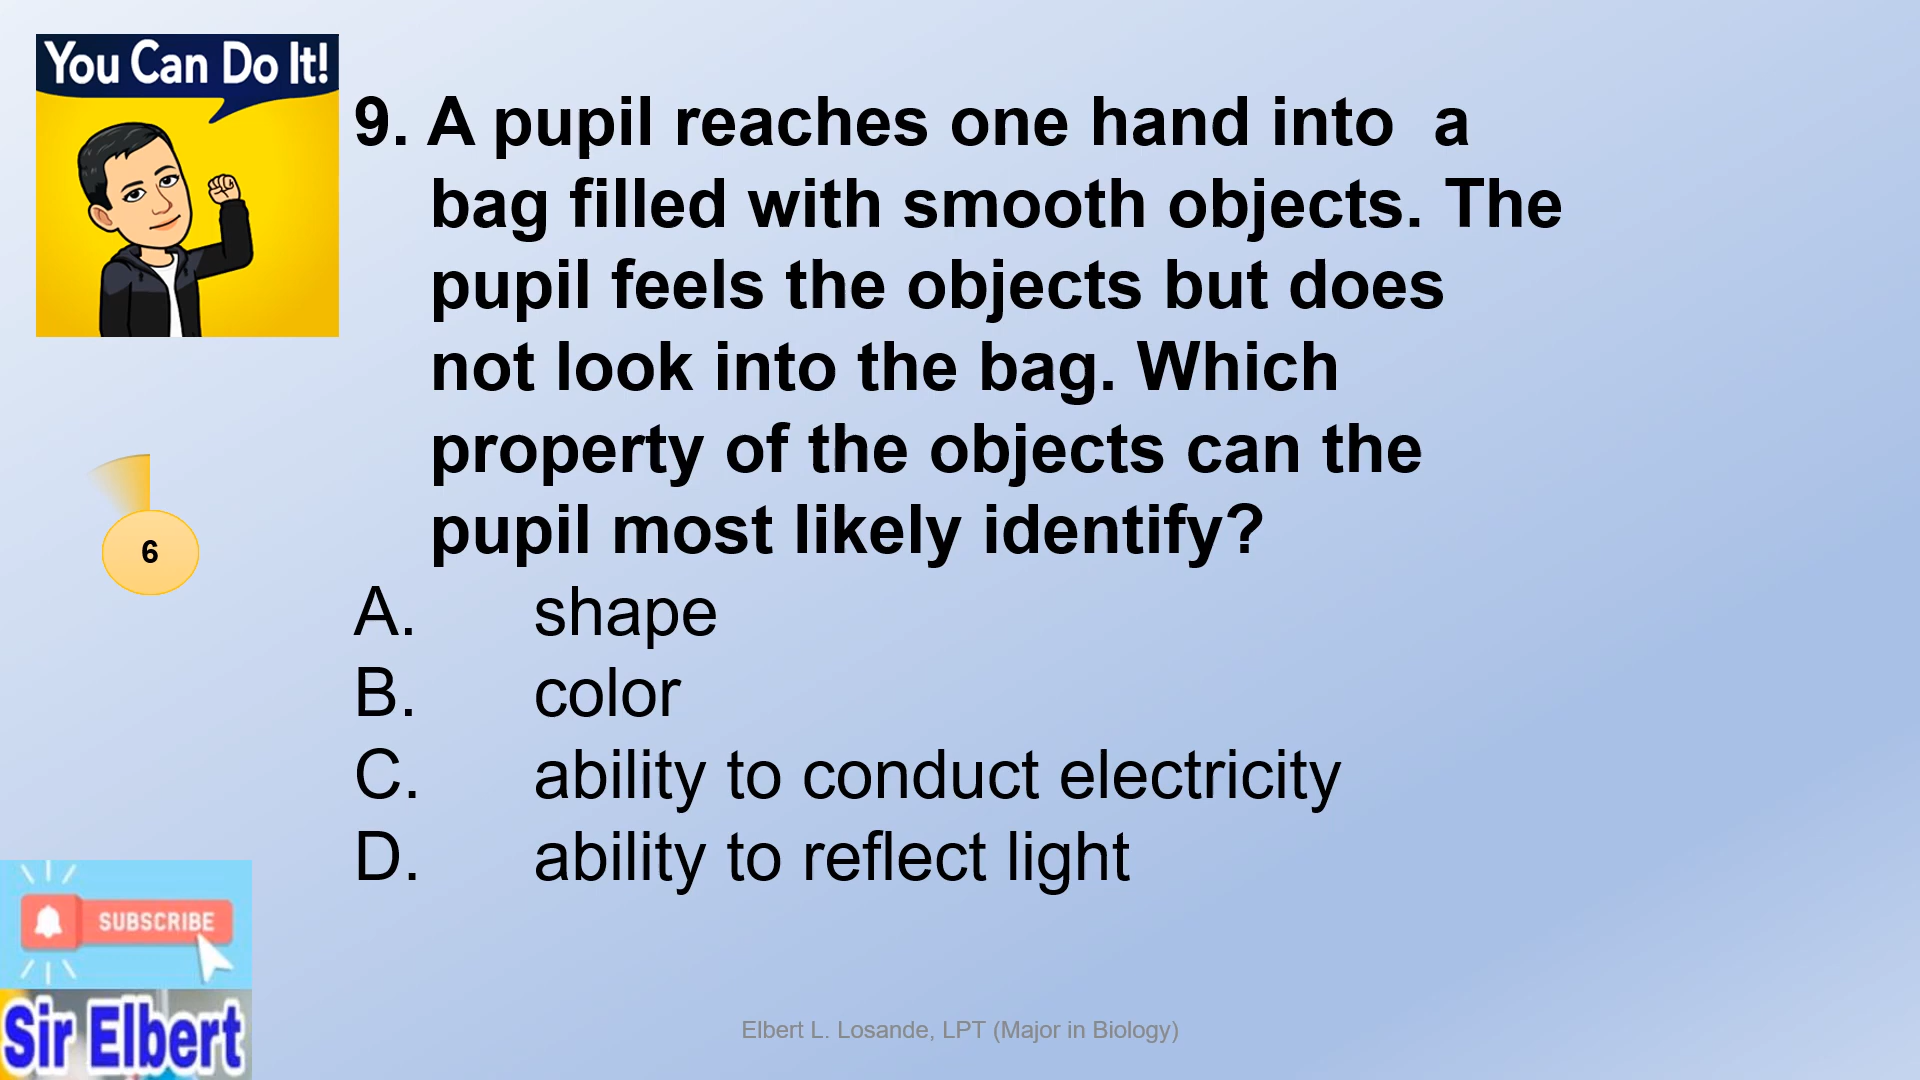 You Can Do It!
9. A pupil reaches one hand into  a
bag filled with smooth objects. The
pupil feels the objects but does
not look into the bag. Which
property of the objects can the
pupil most likely identify?
A. shape
B. color
C. ability to conduct electricity
D. ability to reflect light
6
SUBSCRIBE
Sir Elbert
Elbert L. Losande, LPT (Major in Biology)